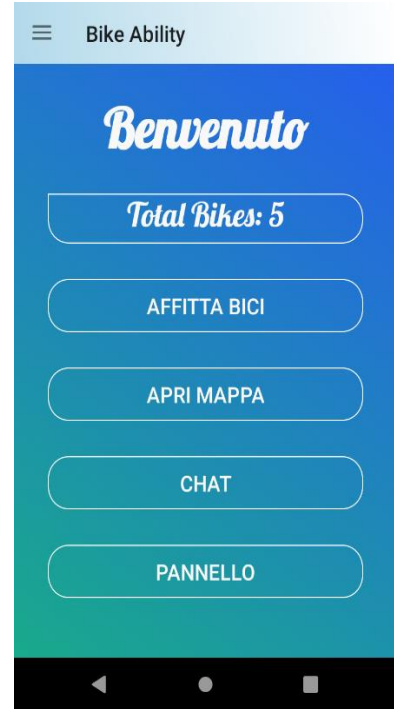 Bike Ability
Benvenuto
Total Bikes: 5
AFFITTA BICI
APRI MAPPA
CHAT
PANNELLO